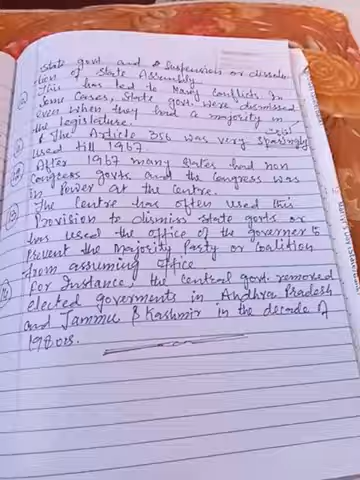 state govt and suspension or dissolu
tion of State Assembly.
This has led to Many conflicts. In
Some Cases, State govt. were dismissed
even when they had a majority in
the legislature.
The Article 356 was very sparingly
used till 1967.
After 1967 many states had non
Congress govts and the Congress was
in Power at the centre.
The Centre has often used this
Provision to dismiss state govts or
has used the office of the governer to
prevent the Majority Party or Coalition
from assuming office
For Instance, the central govt. removed
elected goverments in Andhra Pradesh
and Jammu & Kashmir in the decade of
1980s.